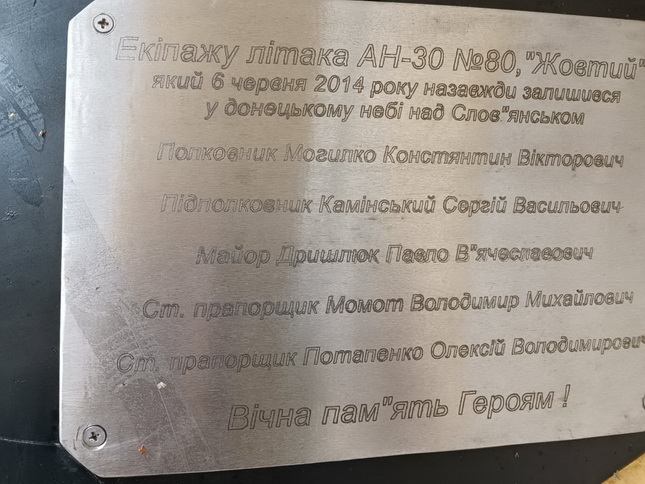 Екіпажу літака АН-30 №80,"Жовтий"
який 6 червня 2014 року назавжди залишився
у донецькому небі над Слов"янськом
Полковник Могилко Констянтин Вікторович
Підполковник Камінський Сергій Васильович
Майор Дришлюк Павло В"ячеславович
Ст. прапорщик Момот Володимир Михайлович
Ст. прапорщик Потапенко Олексій Володимирович
Вічна пам"ять Героям !